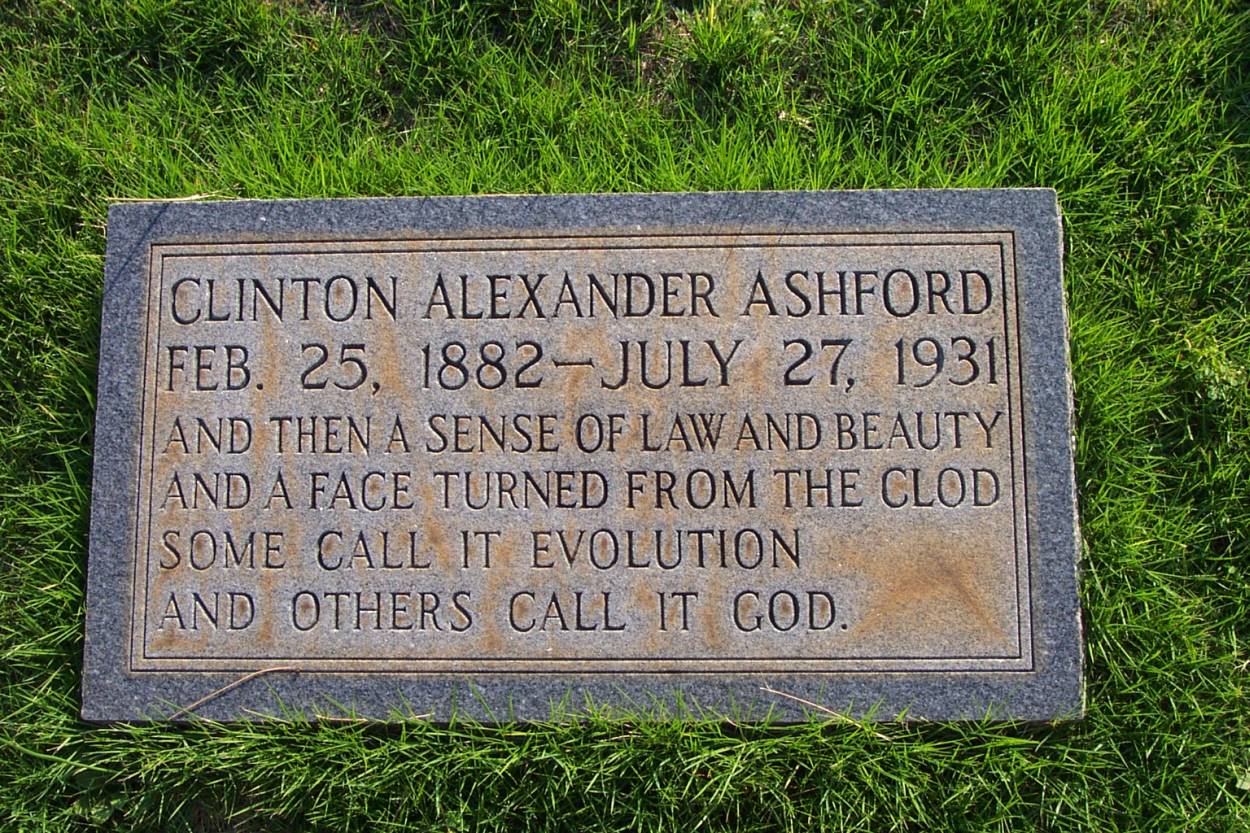 CLINTON ALEXANDER ASHFORD
FEB. 25, 1882–JULY 27, 1931
AND THEN A SENSE OF LAW AND BEAUTY
AND A FACE TURNED FROM THE CLOD
SOME CALL IT EVOLUTION
AND OTHERS CALL IT GOD.